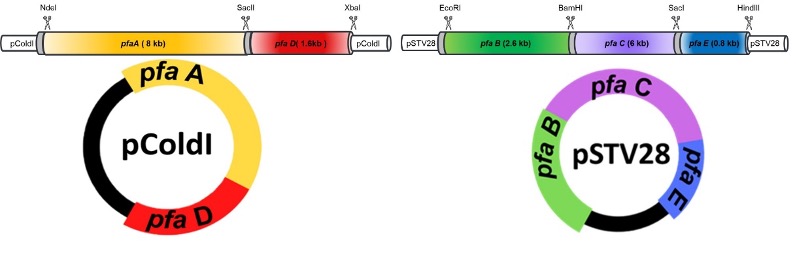 NdeI SacII XbaI EcoRI BamHI SacI HindIII
pColdI pfaA ( 8 kb) pfa D( 1.6kb ) pColdI pSTV28 pfa B (2.6 kb) pfa C (6 kb) pfa E (0.8 kb) pSTV28
pfa A
pColdI
pfa D
pfa C
pfa B
pSTV28
pfa E